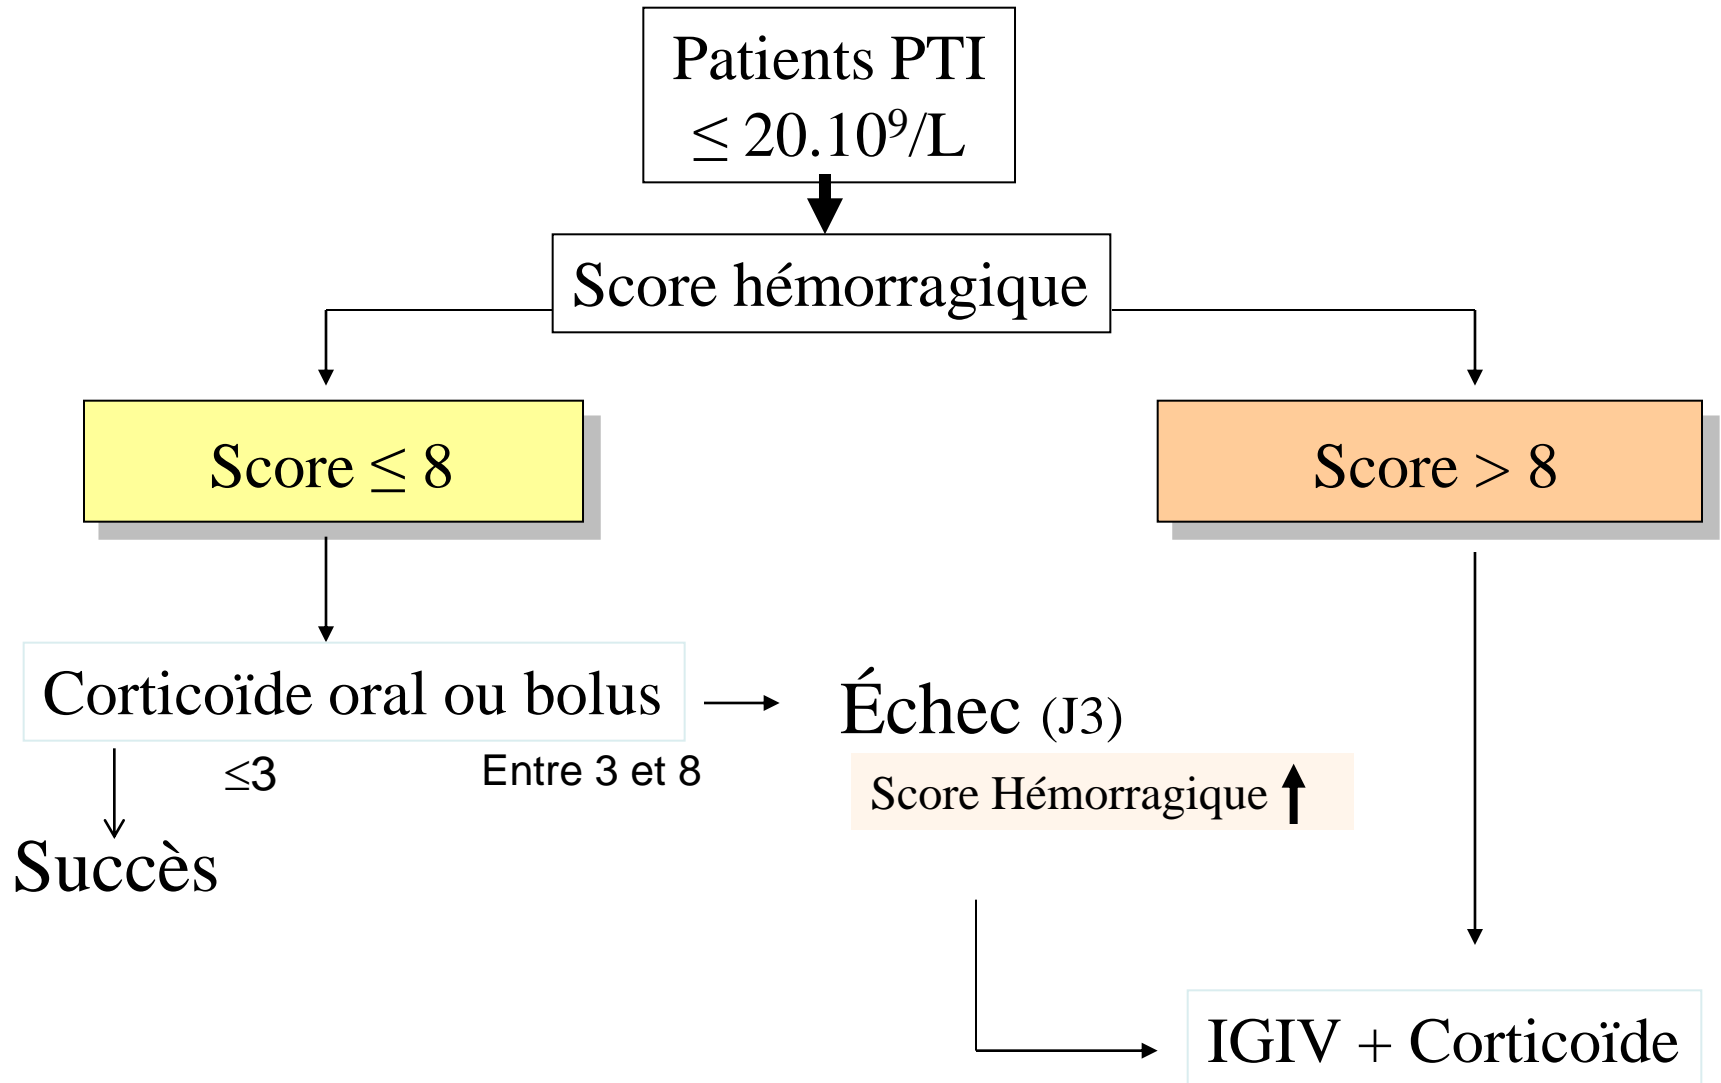 Patients PTI
≤ 20.10⁹/L
Score hémorragique
Score ≤ 8
Score > 8
Corticoïde oral ou bolus
Échec (J3)
≤3
Entre 3 et 8
Score Hémorragique
Succès
IGIV + Corticoïde